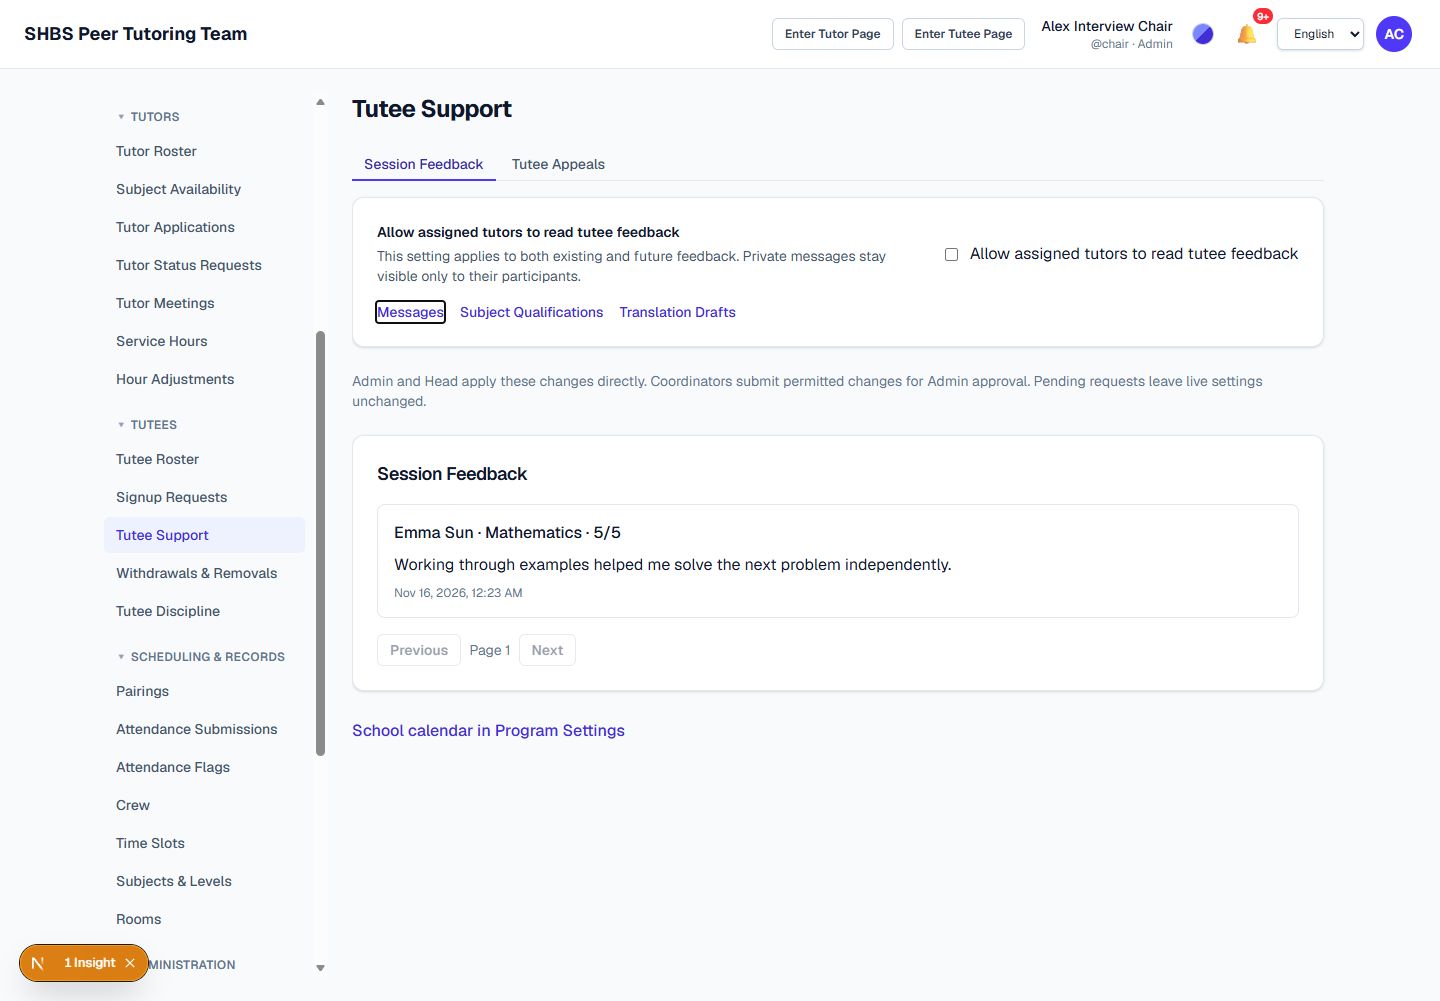 SHBS Peer Tutoring Team
Enter Tutor Page
Enter Tutee Page
Alex Interview Chair
@chair · Admin
9+
English
AC
TUTORS
Tutor Roster
Subject Availability
Tutor Applications
Tutor Status Requests
Tutor Meetings
Service Hours
Hour Adjustments
TUTEES
Tutee Roster
Signup Requests
Tutee Support
Withdrawals & Removals
Tutee Discipline
SCHEDULING & RECORDS
Pairings
Attendance Submissions
Attendance Flags
Crew
Time Slots
Subjects & Levels
Rooms
MINISTRATION
N 1 Insight
Tutee Support
Session Feedback Tutee Appeals
Allow assigned tutors to read tutee feedback
This setting applies to both existing and future feedback. Private messages stay
visible only to their participants.
Allow assigned tutors to read tutee feedback
Messages Subject Qualifications Translation Drafts
Admin and Head apply these changes directly. Coordinators submit permitted changes for Admin approval. Pending requests leave live settings
unchanged.
Session Feedback
Emma Sun · Mathematics · 5/5
Working through examples helped me solve the next problem independently.
Nov 16, 2026, 12:23 AM
Previous Page 1 Next
School calendar in Program Settings